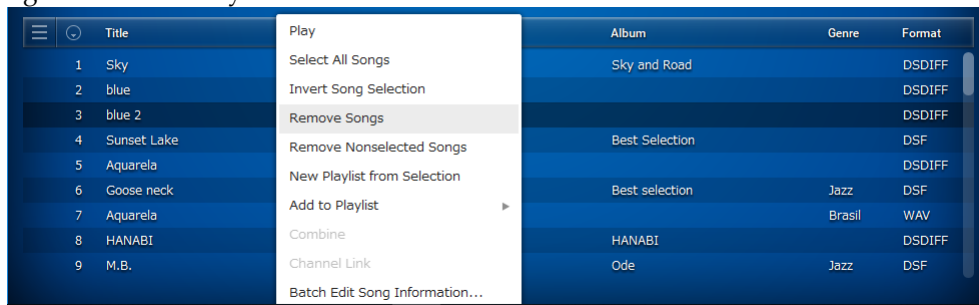 Title Album Genre Format
1 Sky Sky and Road DSDIFF
2 blue DSDIFF
3 blue 2 DSDIFF
4 Sunset Lake Best Selection DSF
5 Aquarela DSDIFF
6 Goose neck Best selection Jazz DSF
7 Aquarela Brasil WAV
8 HANABI HANABI DSDIFF
9 M.B. Ode Jazz DSF
Play
Select All Songs
Invert Song Selection
Remove Songs
Remove Nonselected Songs
New Playlist from Selection
Add to Playlist
Combine
Channel Link
Batch Edit Song Information...